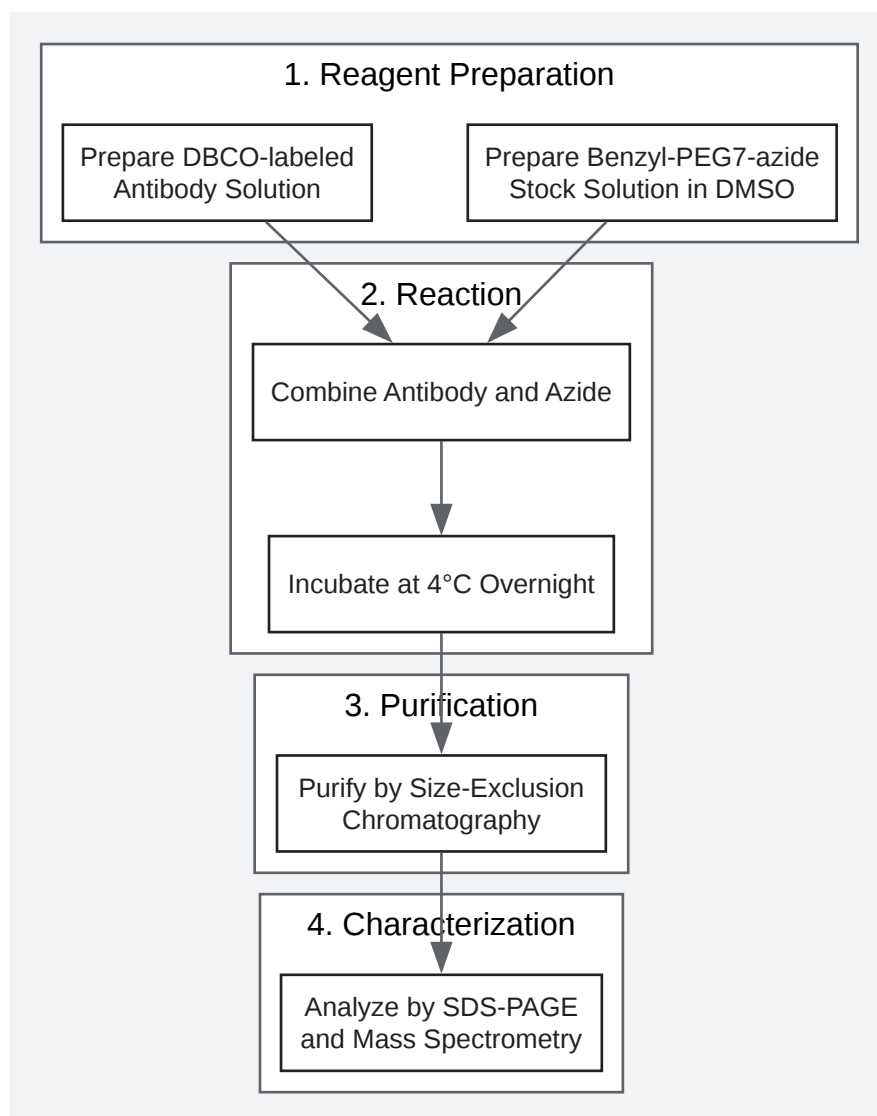 1. Reagent Preparation
Prepare DBCO-labeled
Antibody Solution
Prepare Benzyl-PEG7-azide
Stock Solution in DMSO
2. Reaction
Combine Antibody and Azide
Incubate at 4°C Overnight
3. Purification
Purify by Size-Exclusion
Chromatography
4. Characterization
Analyze by SDS-PAGE
and Mass Spectrometry